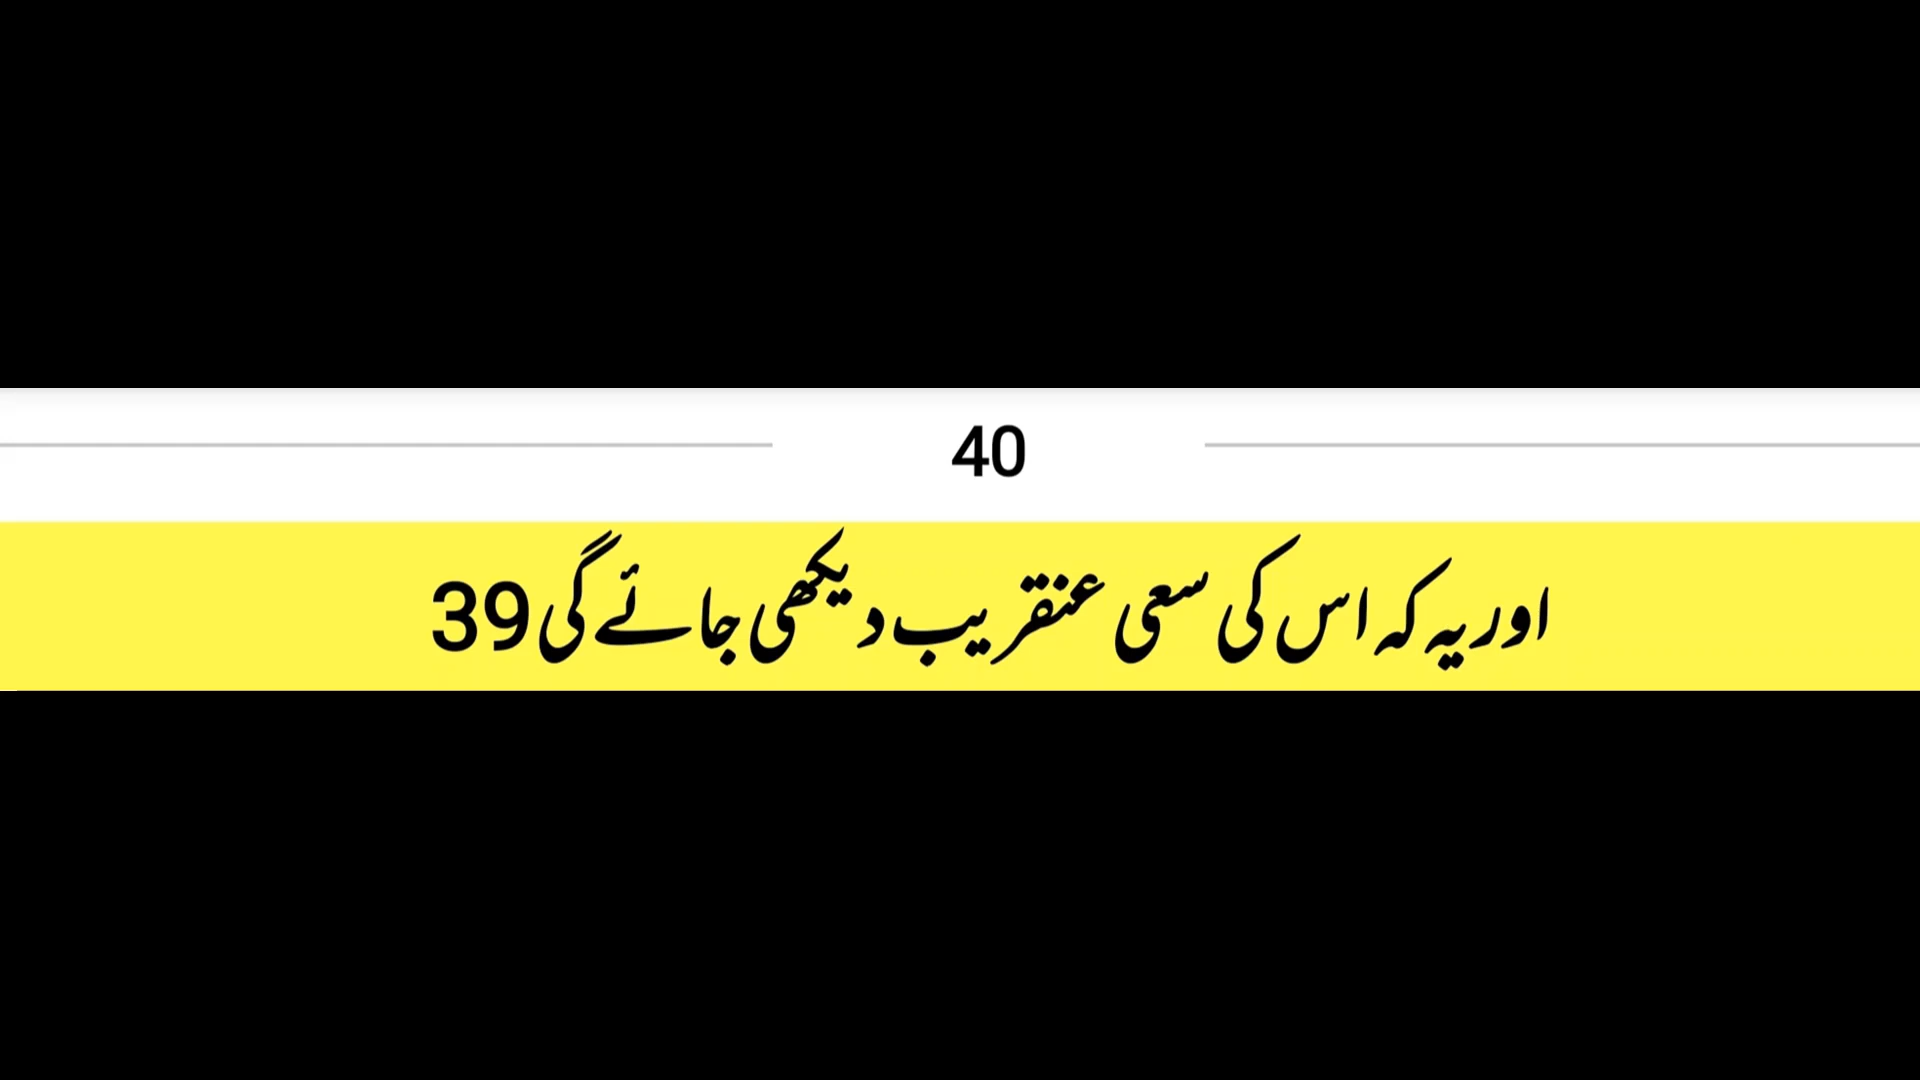 40
اور یہ کہ اس کی سعی عنقریب دیکھی جائے گی 39